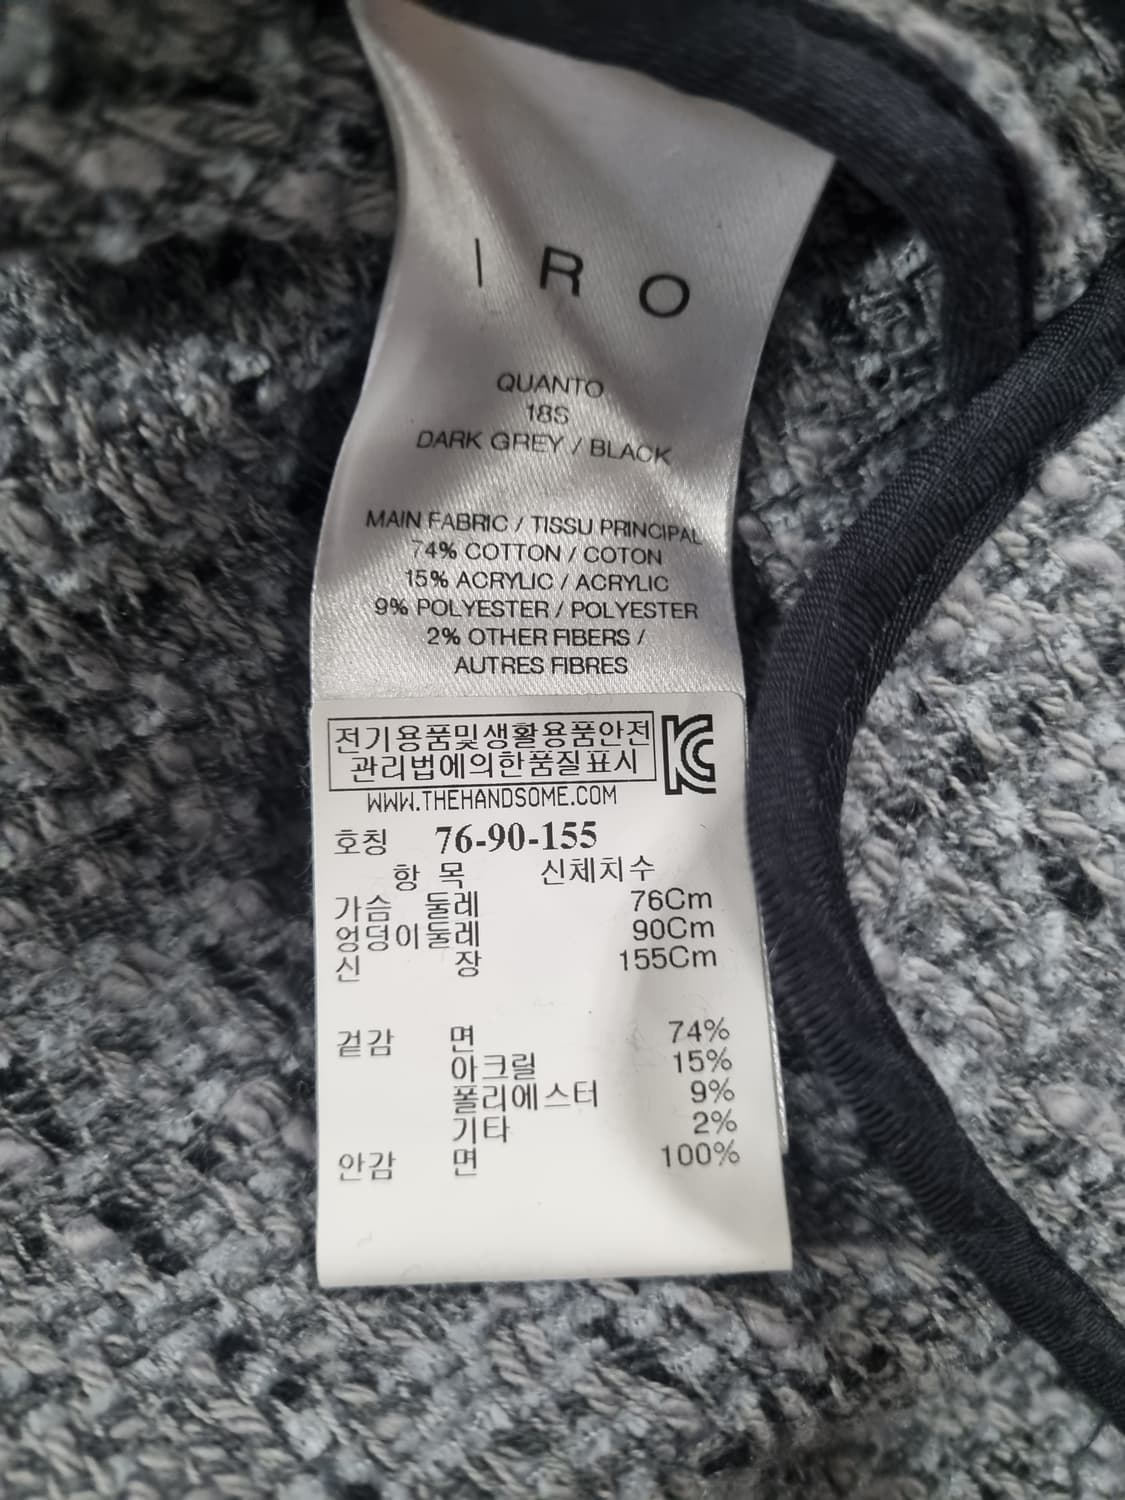 IRO
QUANTO
18S
DARK GREY / BLACK
MAIN FABRIC / TISSU PRINCIPAL
74% COTTON / COTON
15% ACRYLIC / ACRYLIC
9% POLYESTER / POLYESTER
2% OTHER FIBERS /
AUTRES FIBRES
전기용품및생활용품안전
관리법에의한품질표시
WWW.THEHANDSOME.COM
호칭 76-90-155
항 목 신체치수
가슴 둘레 76Cm
엉덩이둘레 90Cm
신 장 155Cm
겉감 면 74%
아크릴 15%
폴리에스터 9%
기타 2%
안감 면 100%